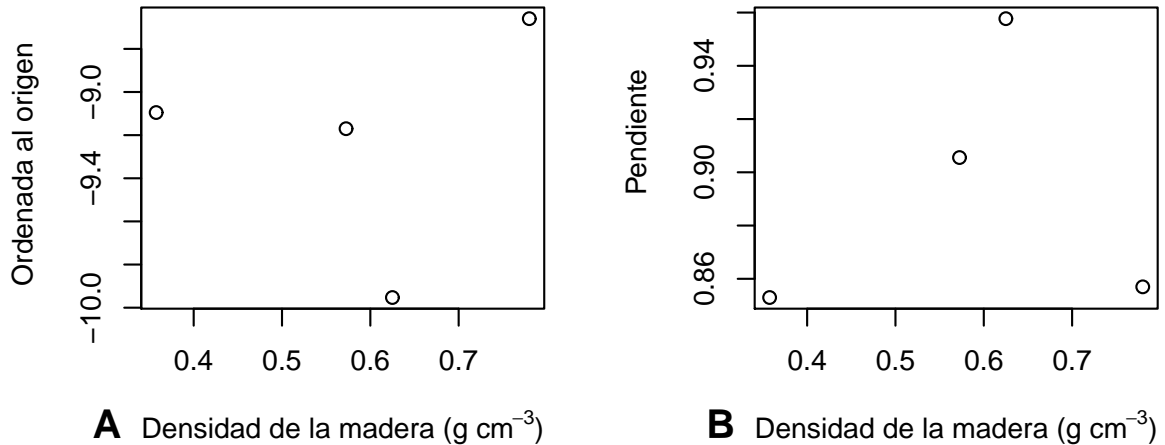 Ordenada al origen
−9.0
−9.4
−10.0
0.4 0.5 0.6 0.7
A Densidad de la madera (g cm−3)
Pendiente
0.94
0.90
0.86
0.4 0.5 0.6 0.7
B Densidad de la madera (g cm−3)